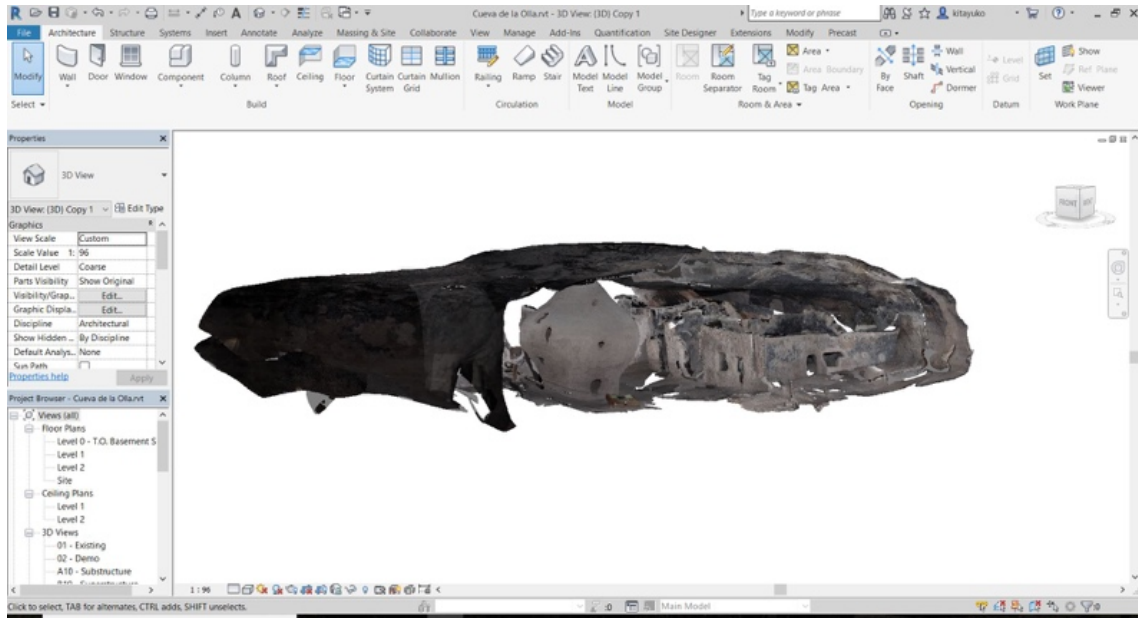 Cueva de la Olla.rvt - 3D View: {3D} Copy 1
Type a keyword or phrase
kitayuko
File Architecture Structure Systems Insert Annotate Analyze Massing & Site Collaborate View Manage Add-Ins Quantification Site Designer Extensions Modify Precast
Modify Wall Door Window Component Column Roof Ceiling Floor Curtain System Curtain Grid Mullion Railing Ramp Stair Model Text Model Line Model Group Room Room Separator Tag Room
Area
Area Boundary
Tag Area
By Face Shaft
Wall
Vertical
Dormer
Level
Grid
Set
Show
Ref Plane
Viewer
Select Build Circulation Model Room & Area Opening Datum Work Plane
Properties
3D View
3D View: {3D} Copy 1 Edit Type
Graphics
View Scale Custom
Scale Value 1: 96
Detail Level Coarse
Parts Visibility Show Original
Visibility/Grap... Edit...
Graphic Displa... Edit...
Discipline Architectural
Show Hidden ... By Discipline
Default Analys... None
Sun Path
Properties help Apply
Project Browser - Cueva de la Olla.rvt
Views (all)
Floor Plans
Level 0 - T.O. Basement S
Level 1
Level 2
Site
Ceiling Plans
Level 1
Level 2
3D Views
01 - Existing
02 - Demo
A10 - Substructure
FRONT
1 : 96
Click to select, TAB for alternates, CTRL adds, SHIFT unselects.
:0
Main Model
:0